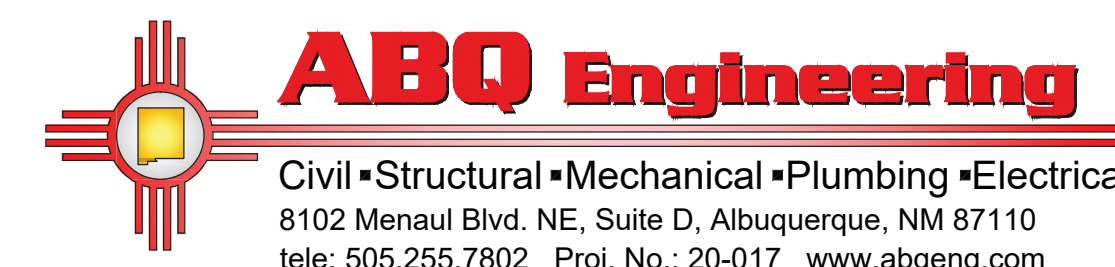 ABQ Engineering
Civil ▪Structural ▪Mechanical ▪Plumbing ▪Electrica
8102 Menaul Blvd. NE, Suite D, Albuquerque, NM 87110
tele: 505.255.7802 Proj. No.: 20-017 www.abqeng.com